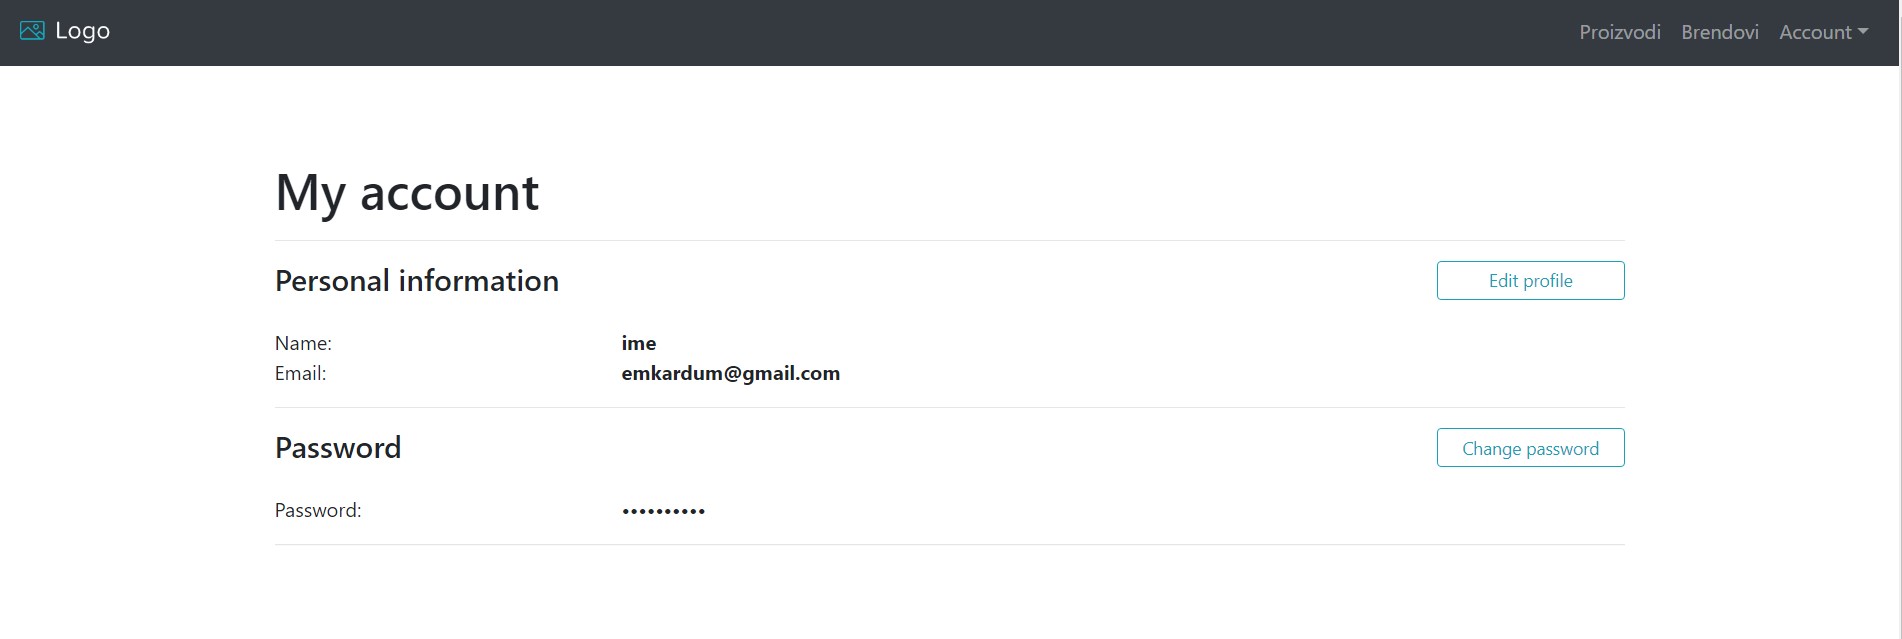 Logo
Proizvodi Brendovi Account
My account
Personal information
Edit profile
Name: ime
Email: emkardum@gmail.com
Password
Change password
Password: ••••••••••